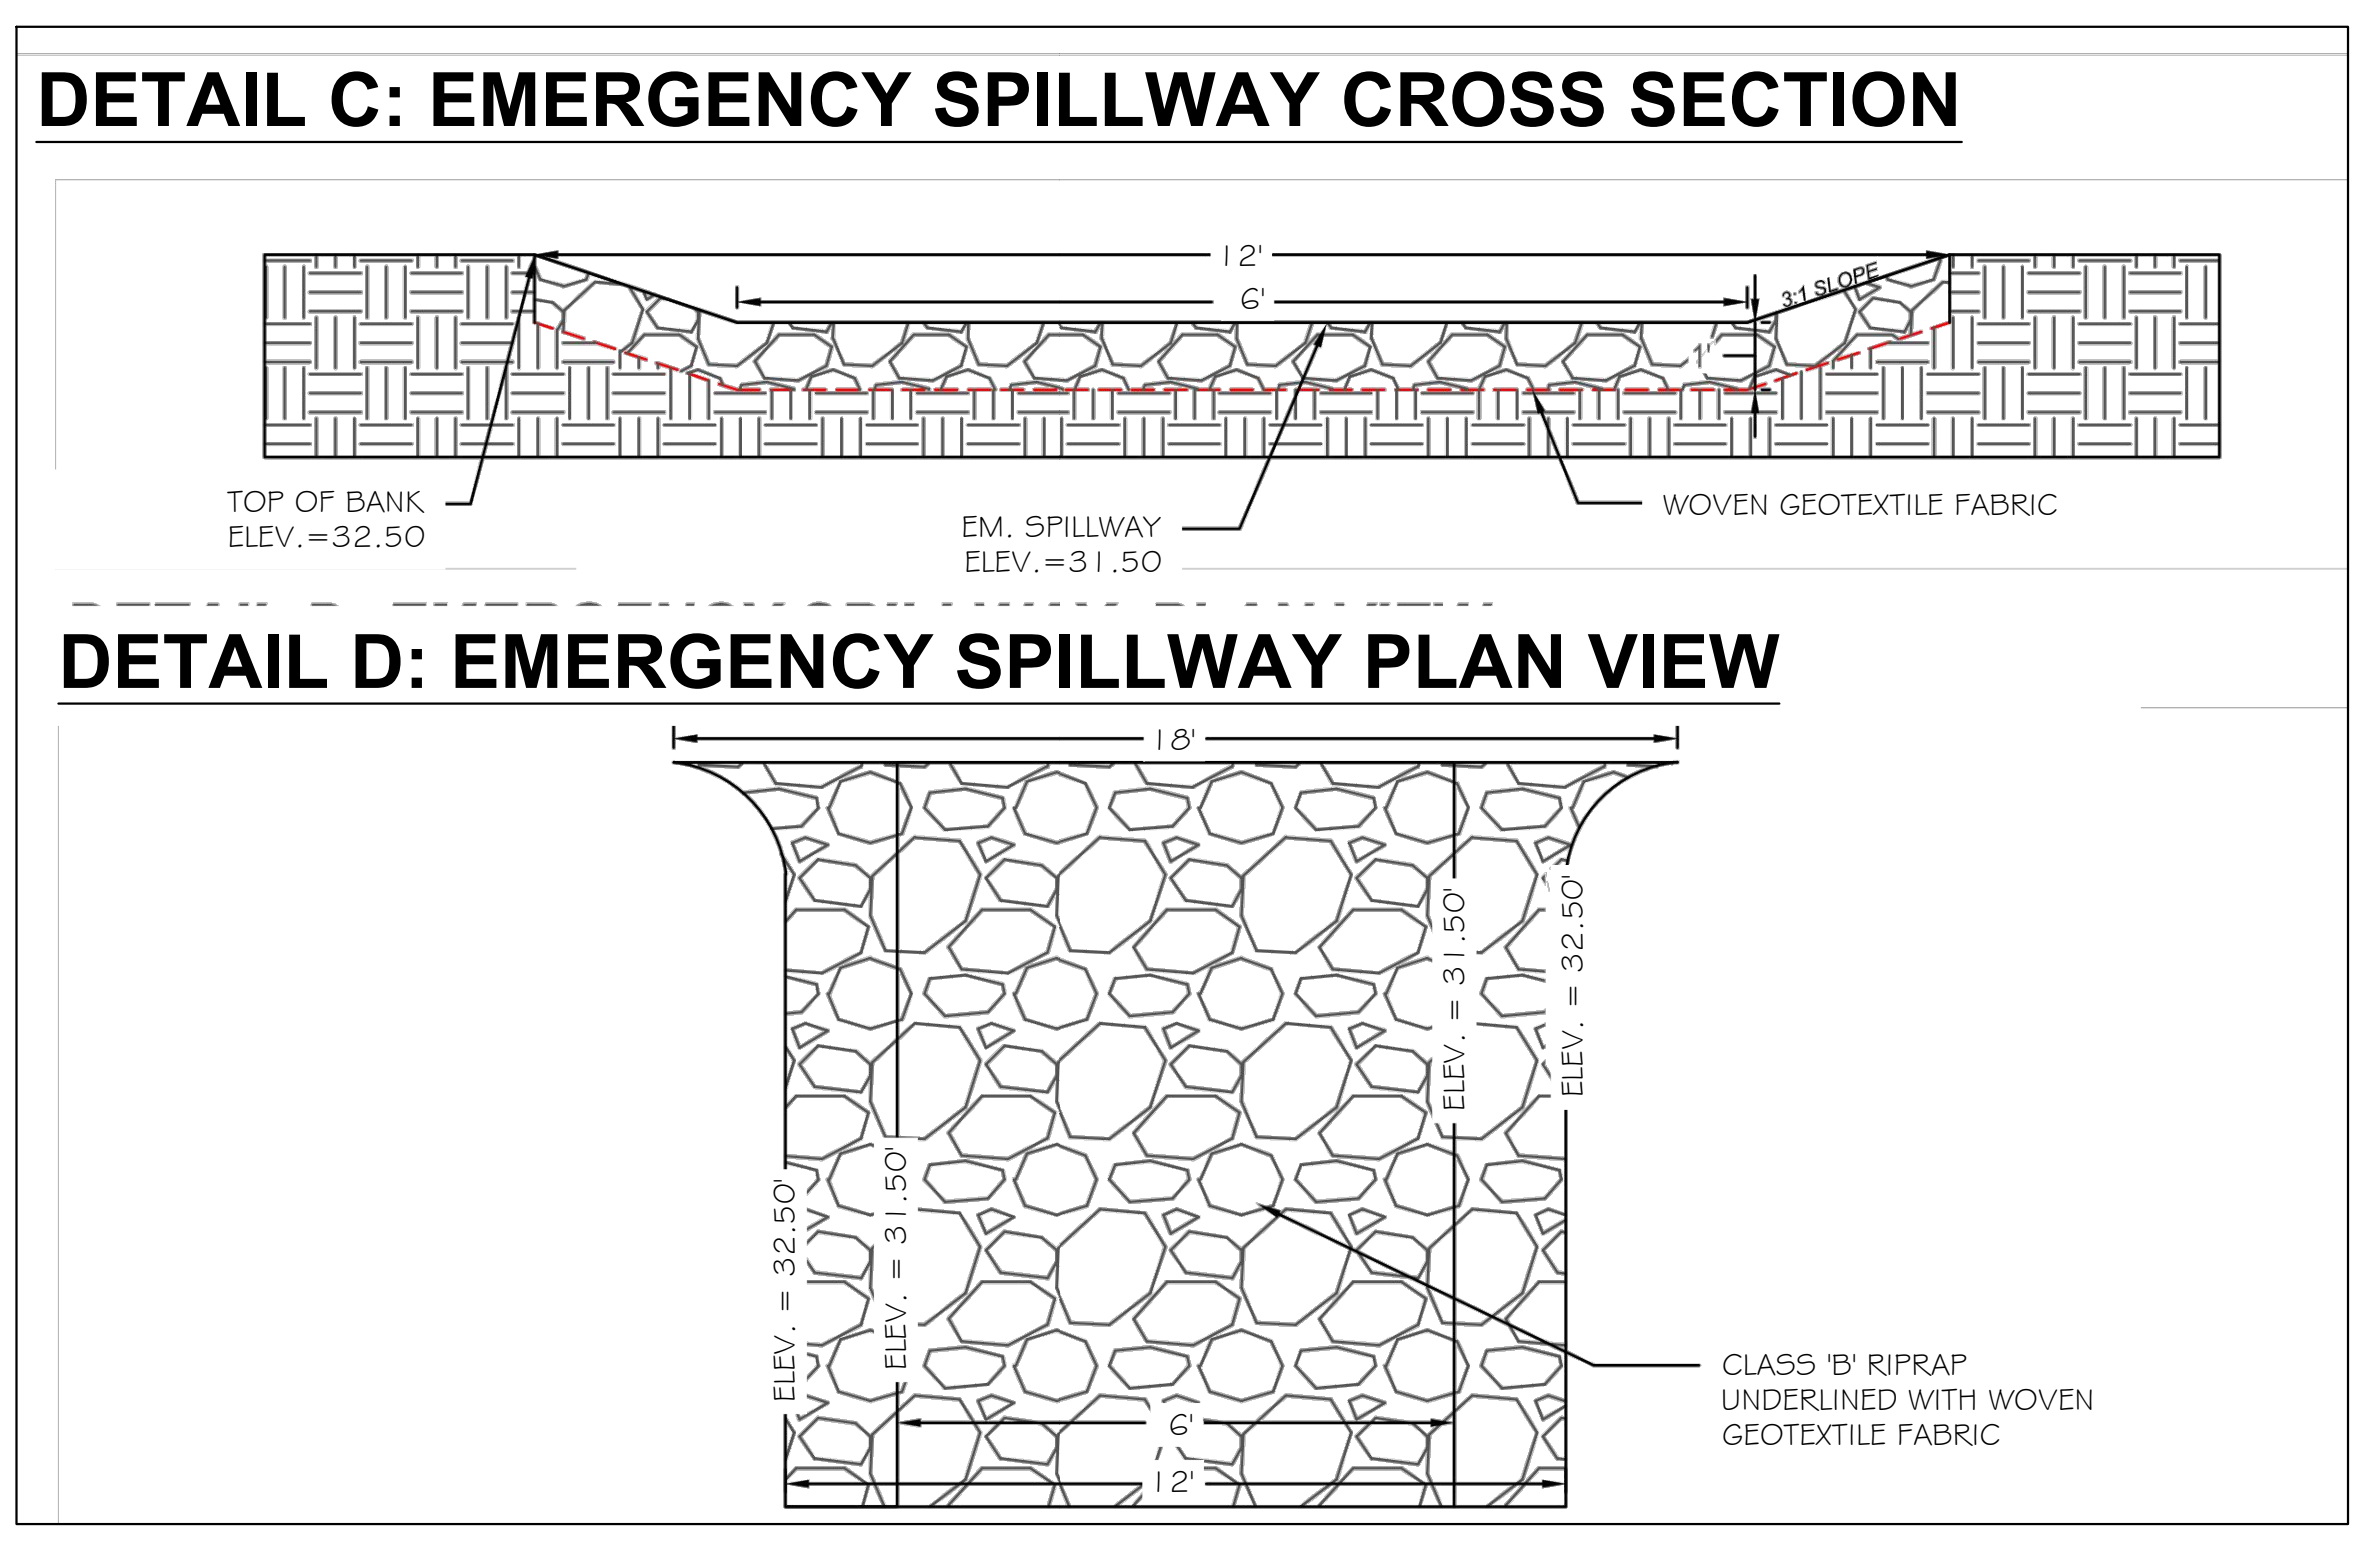 DETAIL C: EMERGENCY SPILLWAY CROSS SECTION
12'
6'
3:1 SLOPE
1'
TOP OF BANK
ELEV.=32.50
EM. SPILLWAY
ELEV.=31.50
WOVEN GEOTEXTILE FABRIC
DETAIL D: EMERGENCY SPILLWAY PLAN VIEW
18'
ELEV. = 32.50'
ELEV. = 31.50'
ELEV. = 31.50'
ELEV. = 32.50'
CLASS 'B' RIPRAP
UNDERLINED WITH WOVEN
GEOTEXTILE FABRIC
6'
12'